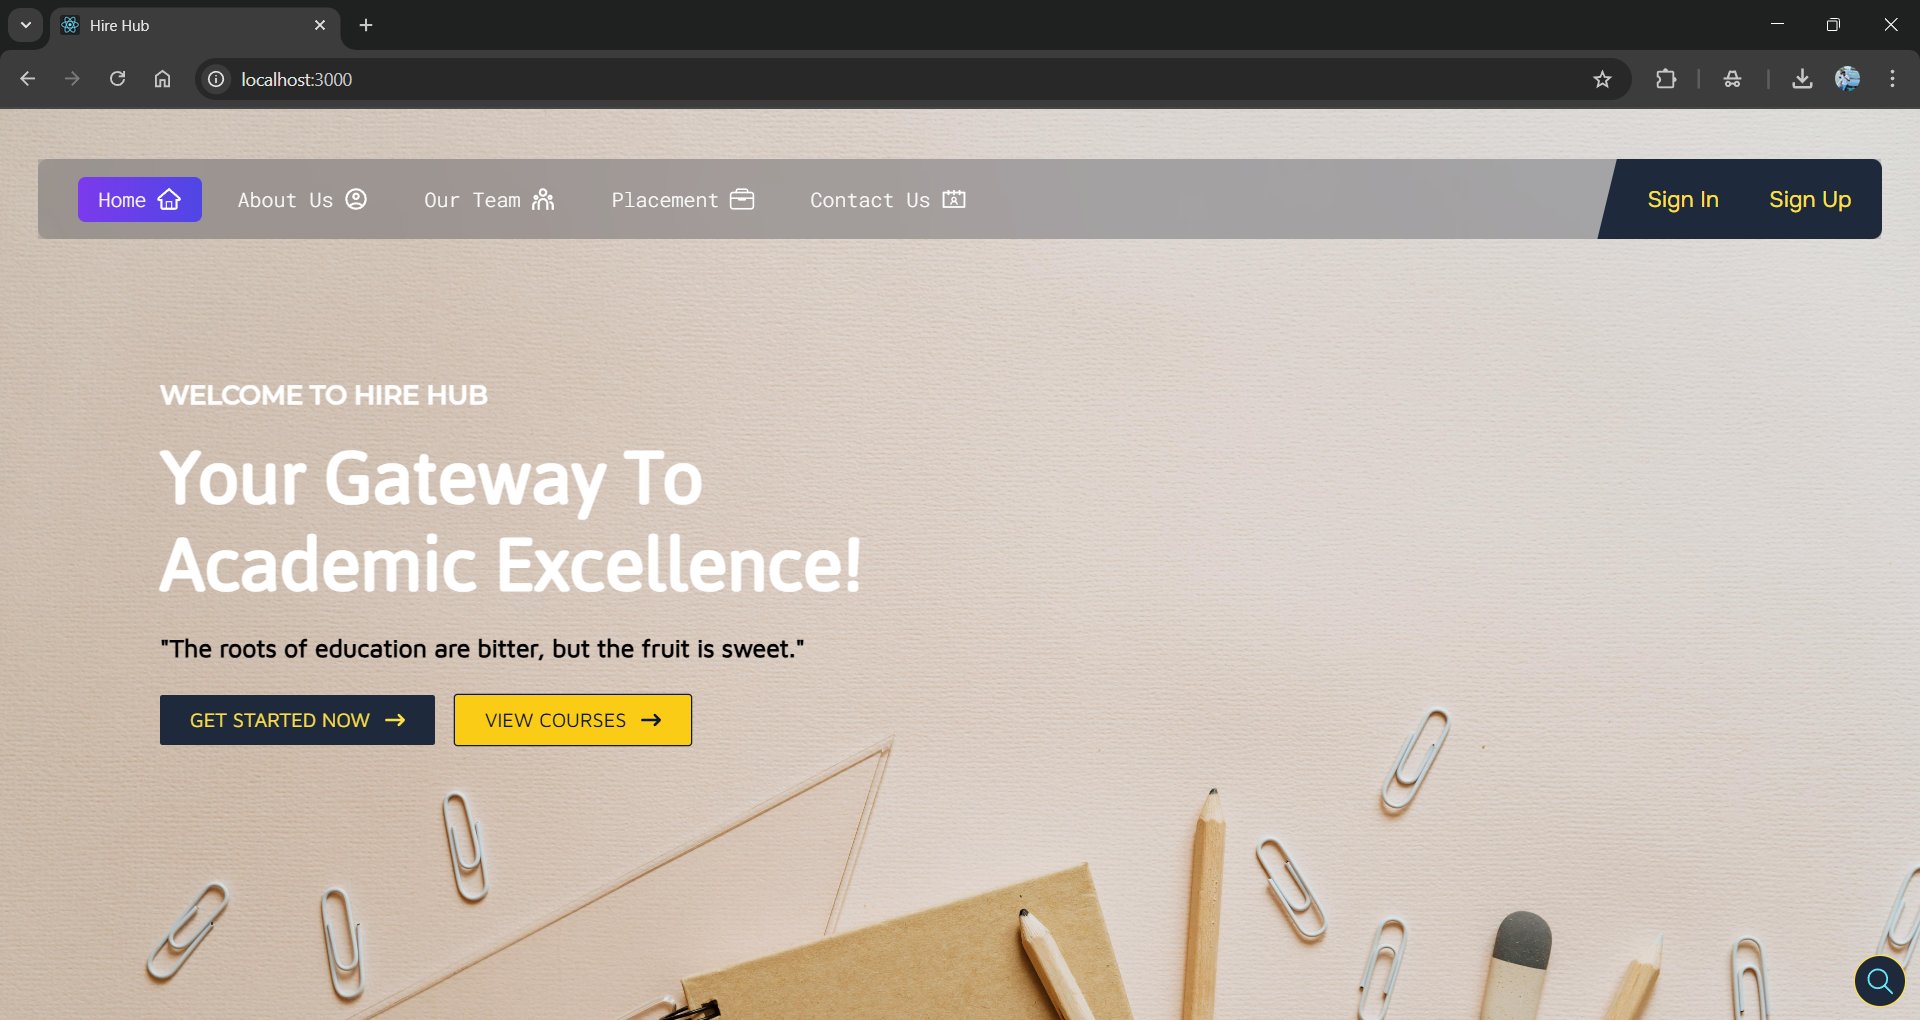 Hire Hub
localhost:3000
Home
About Us
Our Team
Placement
Contact Us
Sign In
Sign Up
WELCOME TO HIRE HUB
Your Gateway To
Academic Excellence!
"The roots of education are bitter, but the fruit is sweet."
GET STARTED NOW
VIEW COURSES